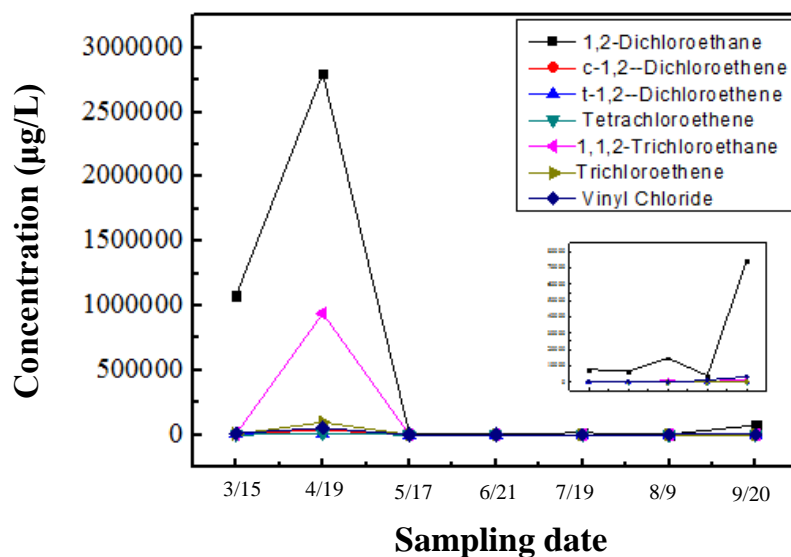 3000000
2500000
2000000
1500000
1000000
500000
0
Concentration (µg/L)
1,2-Dichloroethane
c-1,2--Dichloroethene
t-1,2--Dichloroethene
Tetrachloroethene
1,1,2-Trichloroethane
Trichloroethene
Vinyl Chloride
3/15 4/19 5/17 6/21 7/19 8/9 9/20
Sampling date